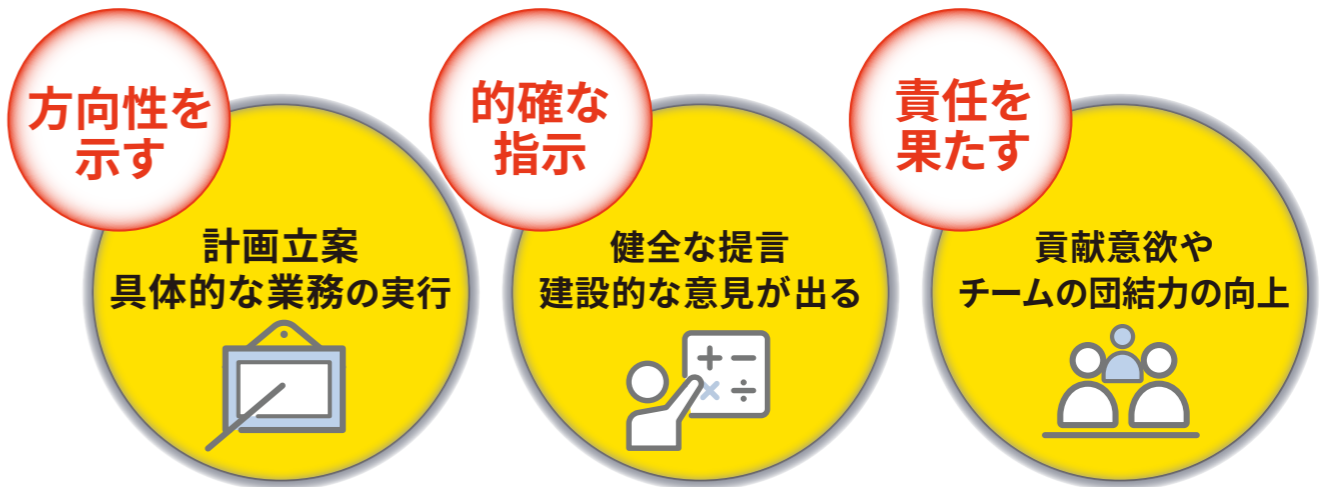 方向性を
示す
計画立案
具体的な業務の実行
的確な
指示
健全な提言
建設的な意見が出る
責任を
果たす
貢献意欲や
チームの団結力の向上